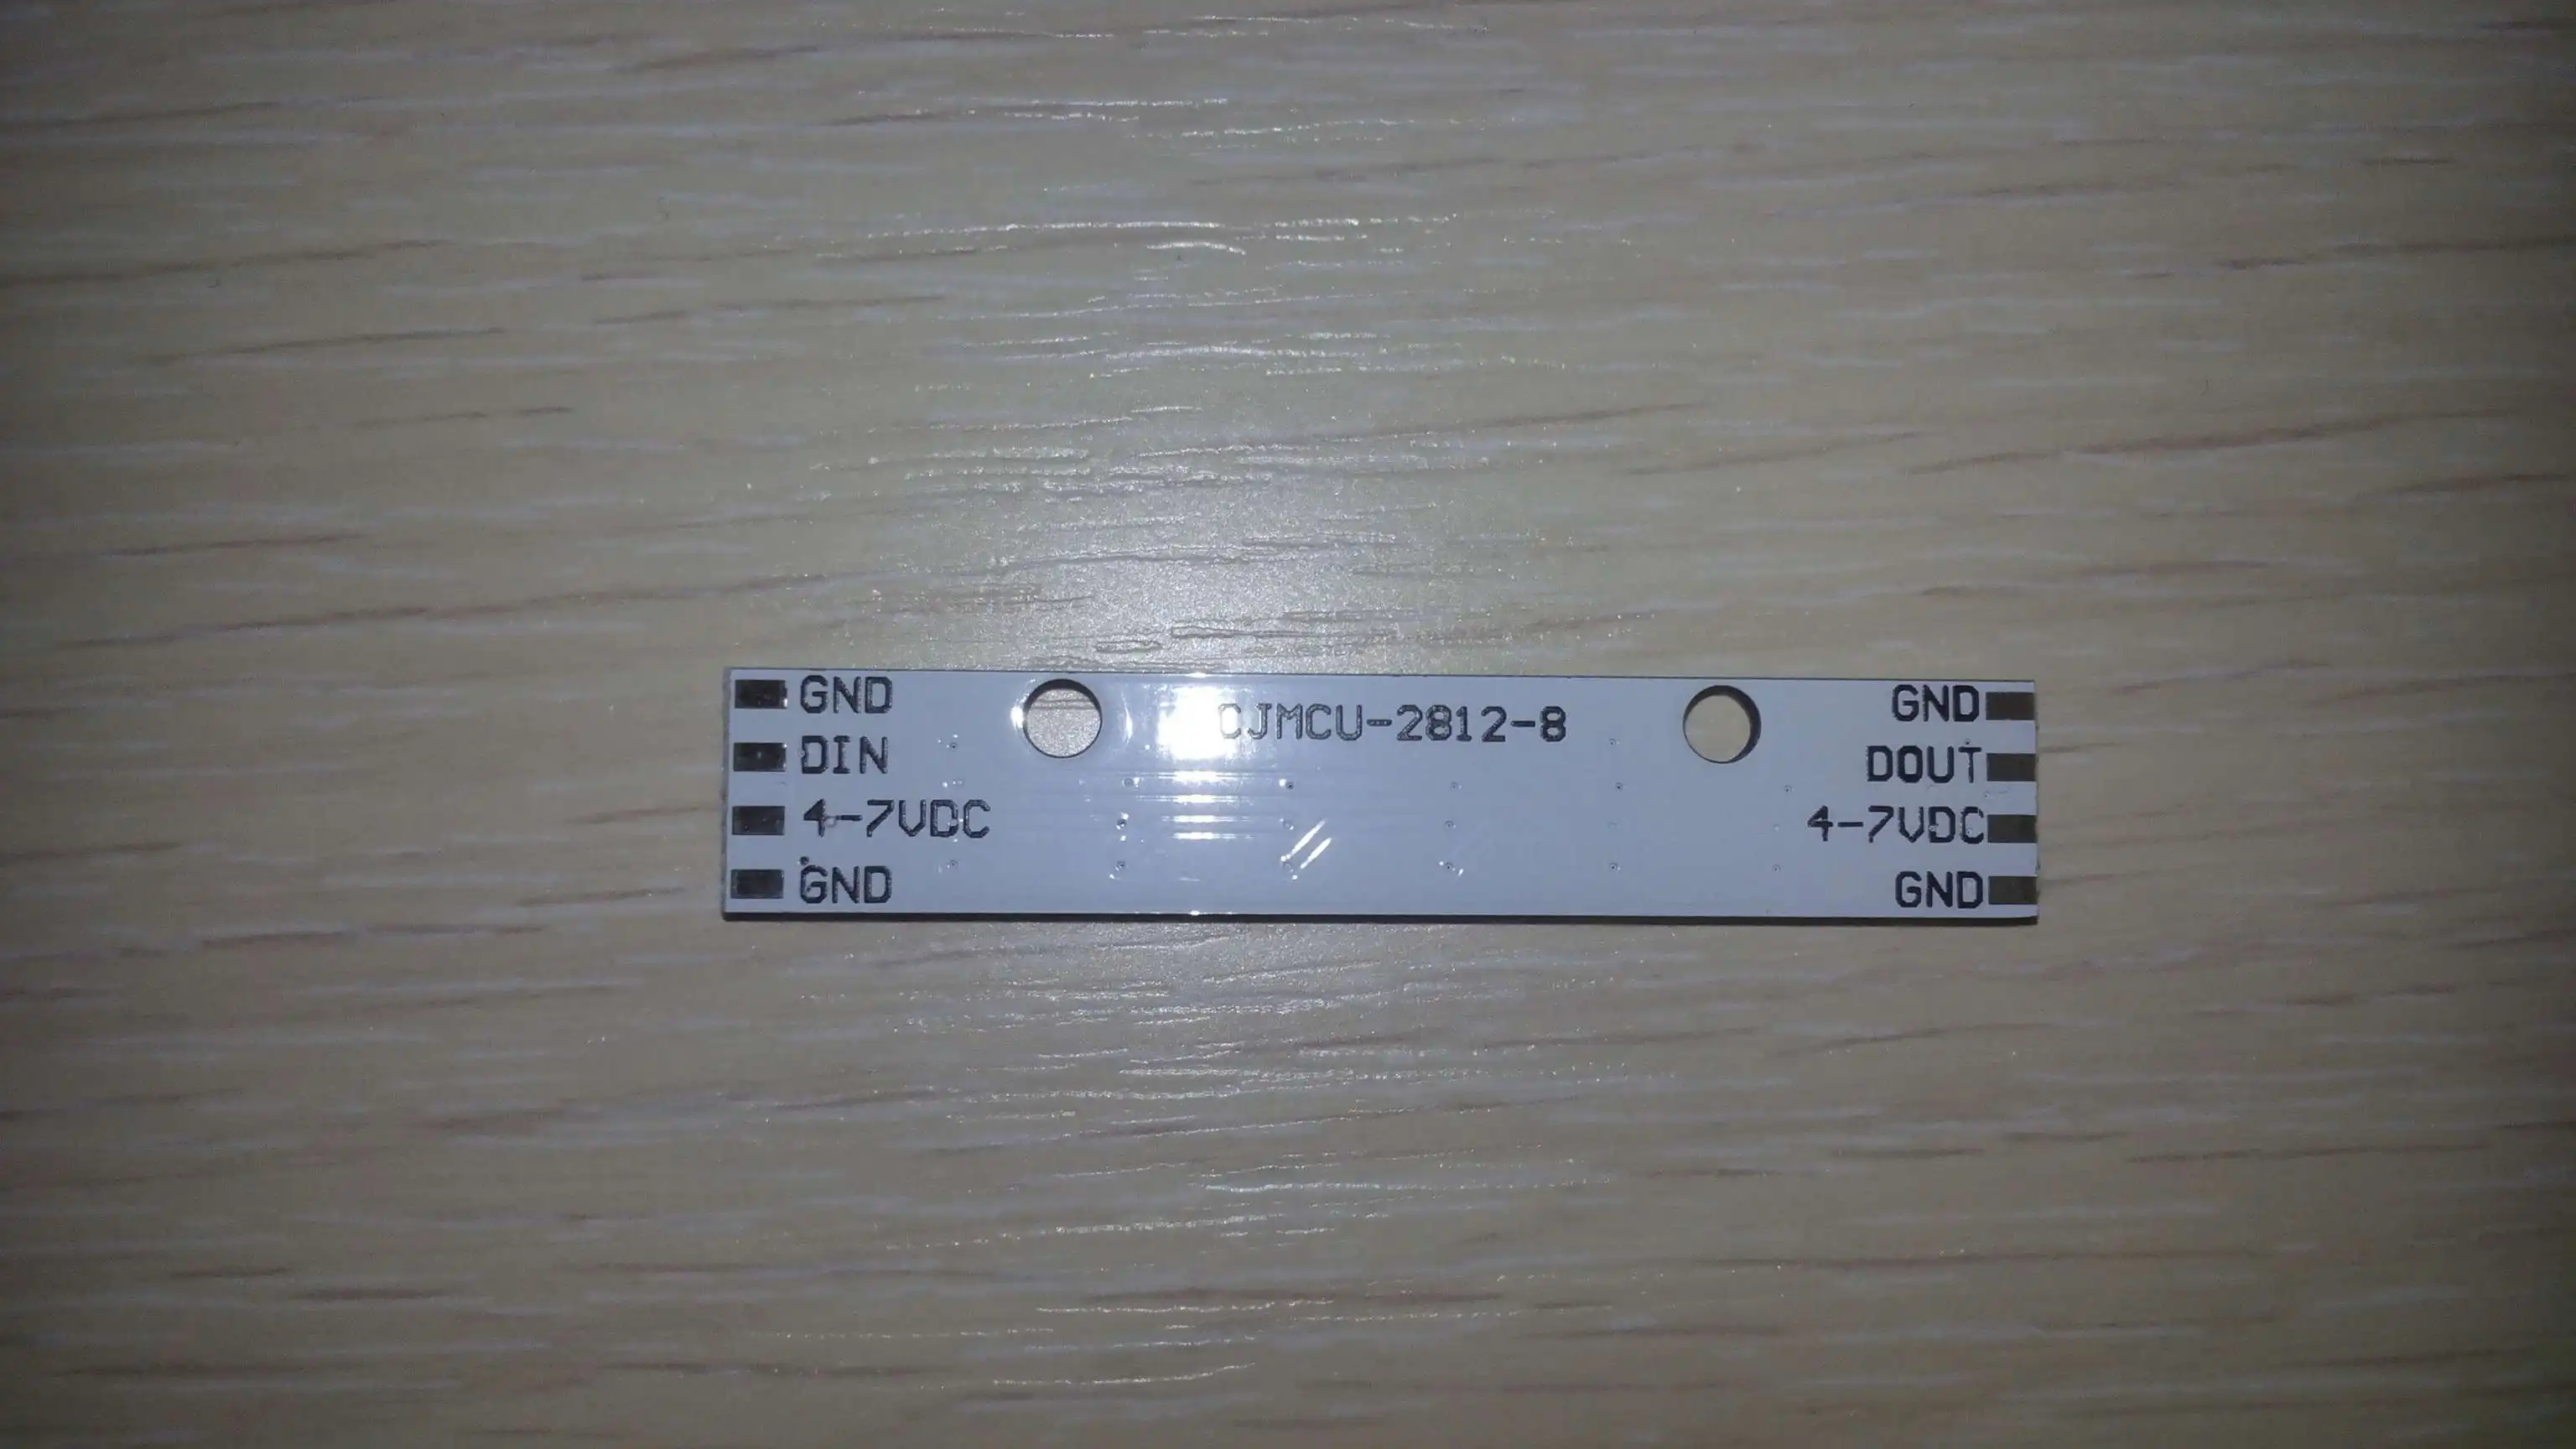 GND
DIN
4-7VDC
GND
CJMCU-2812-8
GND
DOUT
4-7VDC
GND